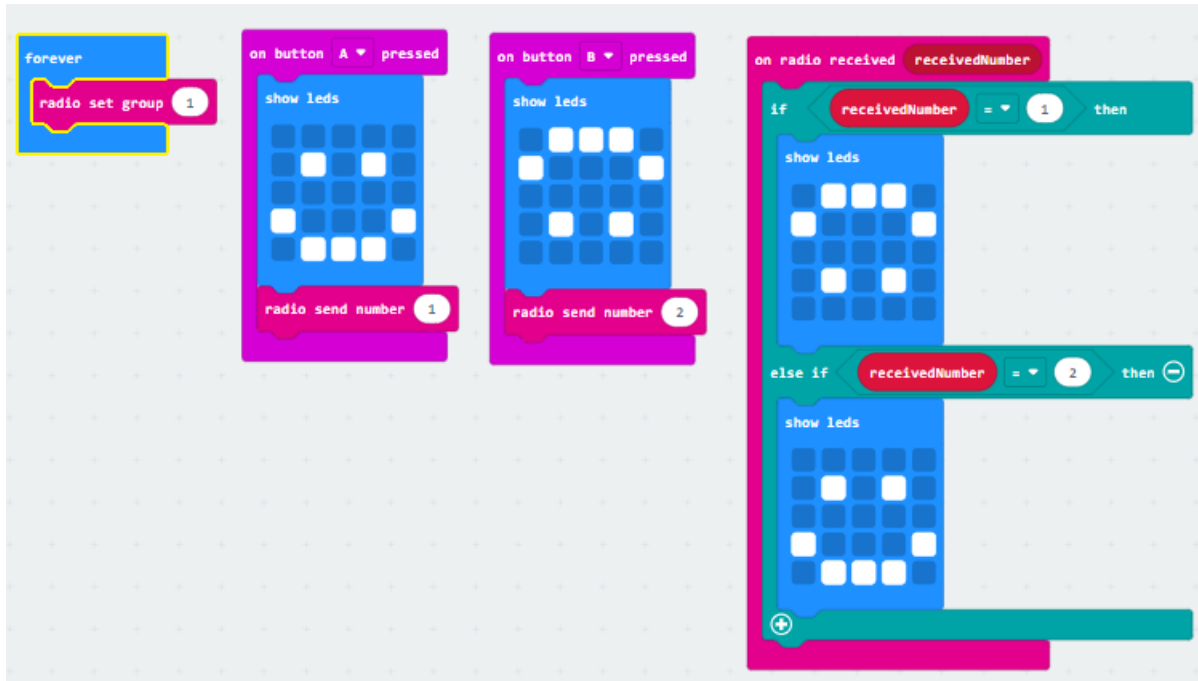 forever
radio set group 1
on button A pressed
show leds
radio send number 1
on button B pressed
show leds
radio send number 2
on radio received receivedNumber
if receivedNumber = 1 then
show leds
else if receivedNumber = 2 then
show leds